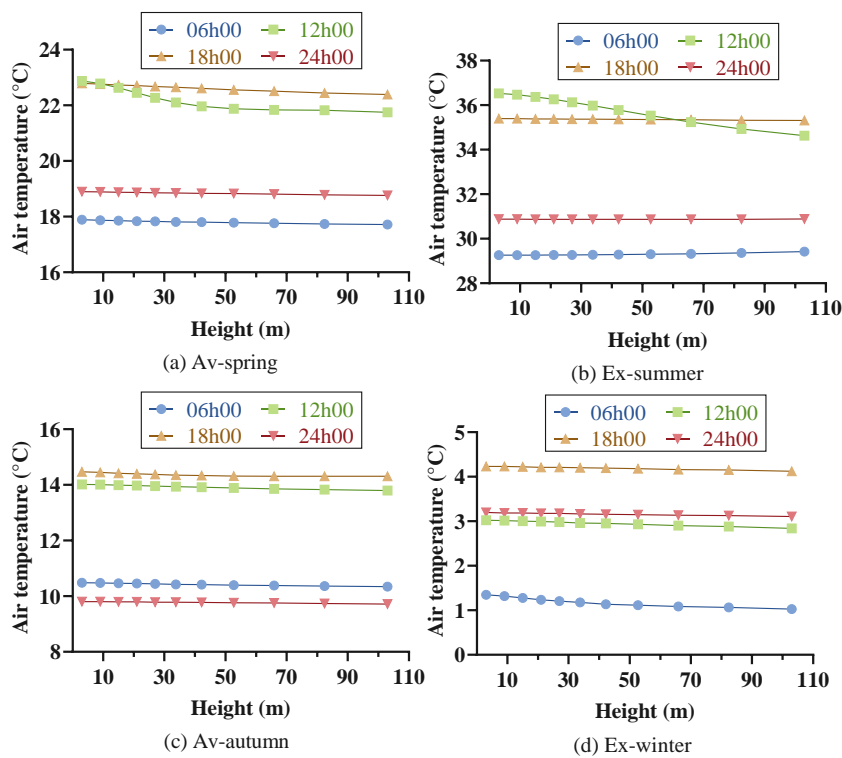 06h00 12h00
18h00 24h00
Air temperature (°C)
24
22
20
18
16
10 30 50 70 90 110
Height (m)
(a) Av-spring
06h00 12h00
18h00 24h00
Air temperature (°C)
38
36
35
31
29
28
10 30 50 70 90 110
Height (m)
(b) Ex-summer
06h00 12h00
18h00 24h00
Air temperature (°C)
16
14
12
10
8
10 30 50 70 90 110
Height (m)
(c) Av-autumn
06h00 12h00
18h00 24h00
Air temperature (°C)
5
4
3
2
1
0
10 30 50 70 90 110
Height (m)
(d) Ex-winter